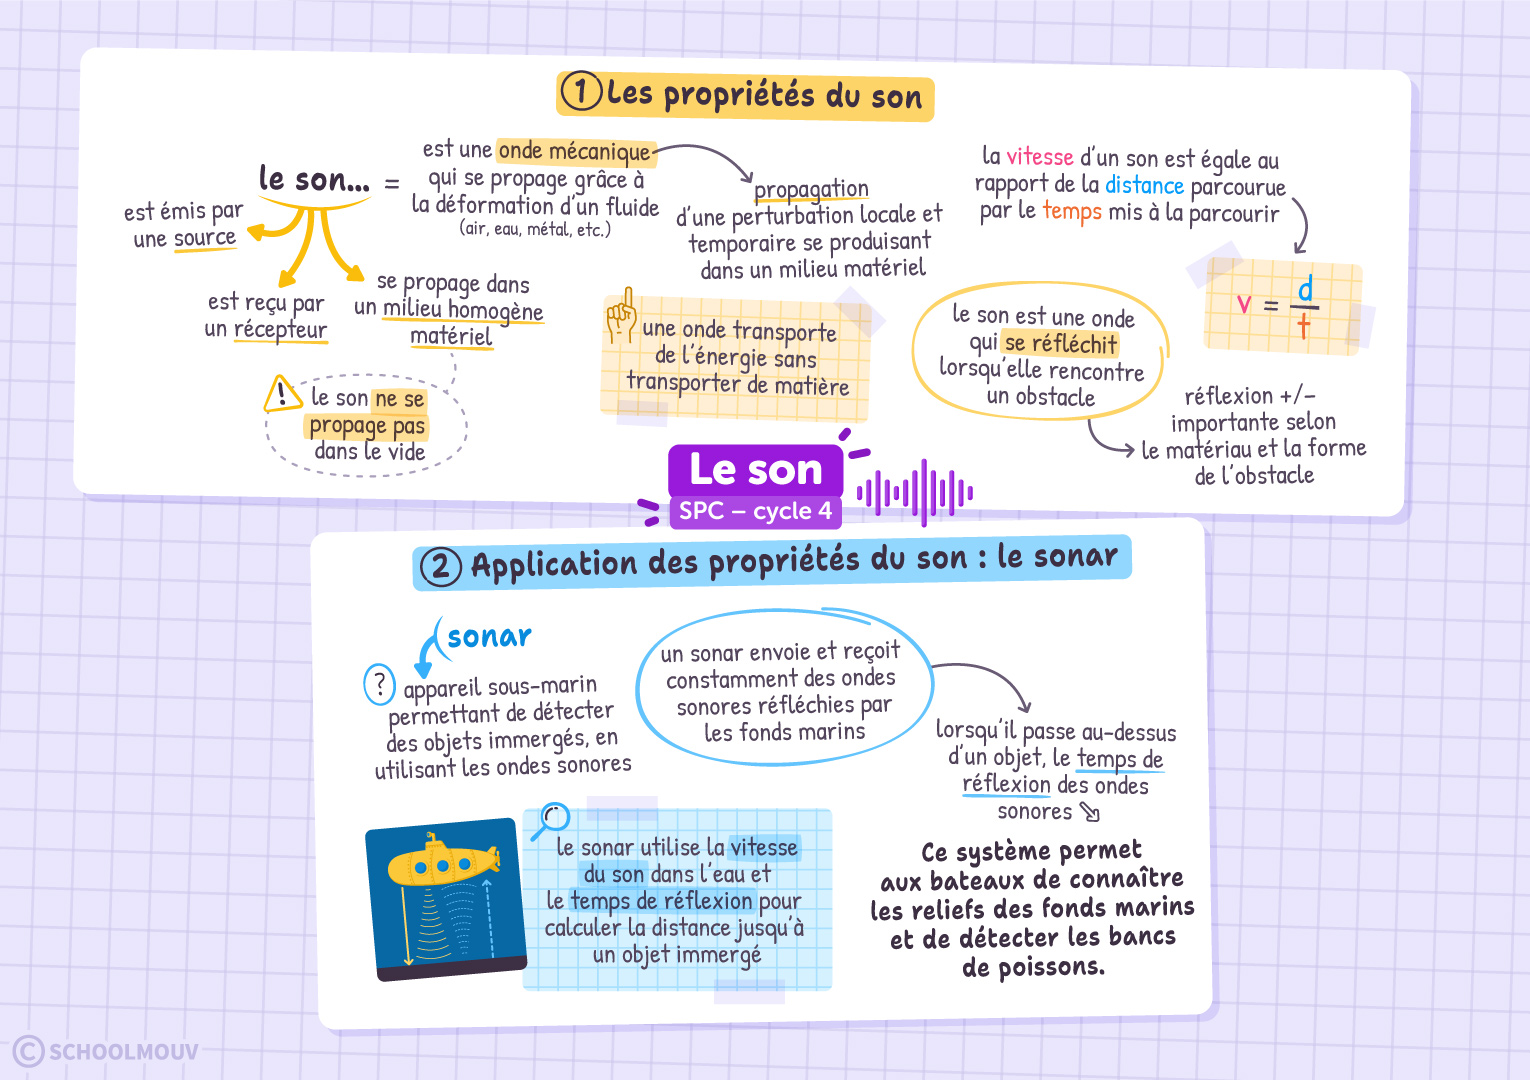 1 Les propriétés du son
le son... =
est une onde mécanique
qui se propage grâce à
la déformation d'un fluide
(air, eau, métal, etc.)
propagation
d'une perturbation locale et
temporaire se produisant
dans un milieu matériel
est émis par
une source
est reçu par
un récepteur
se propage dans
un milieu homogène
matériel
!
le son ne se
propage pas
dans le vide
une onde transporte
de l'énergie sans
transporter de matière
la vitesse d'un son est égale au
rapport de la distance parcourue
par le temps mis à la parcourir
v = d
t
le son est une onde
qui se réfléchit
lorsqu'elle rencontre
un obstacle
réflexion +/-
importante selon
le matériau et la forme
de l'obstacle
Le son
SPC – cycle 4
2 Application des propriétés du son : le sonar
sonar
?
appareil sous-marin
permettant de détecter
des objets immergés, en
utilisant les ondes sonores
un sonar envoie et reçoit
constamment des ondes
sonores réfléchies par
les fonds marins
lorsqu'il passe au-dessus
d'un objet, le temps de
réflexion des ondes
sonores ↘
le sonar utilise la vitesse
du son dans l'eau et
le temps de réflexion pour
calculer la distance jusqu'à
un objet immergé
Ce système permet
aux bateaux de connaître
les reliefs des fonds marins
et de détecter les bancs
de poissons.
© SCHOOLMOUV